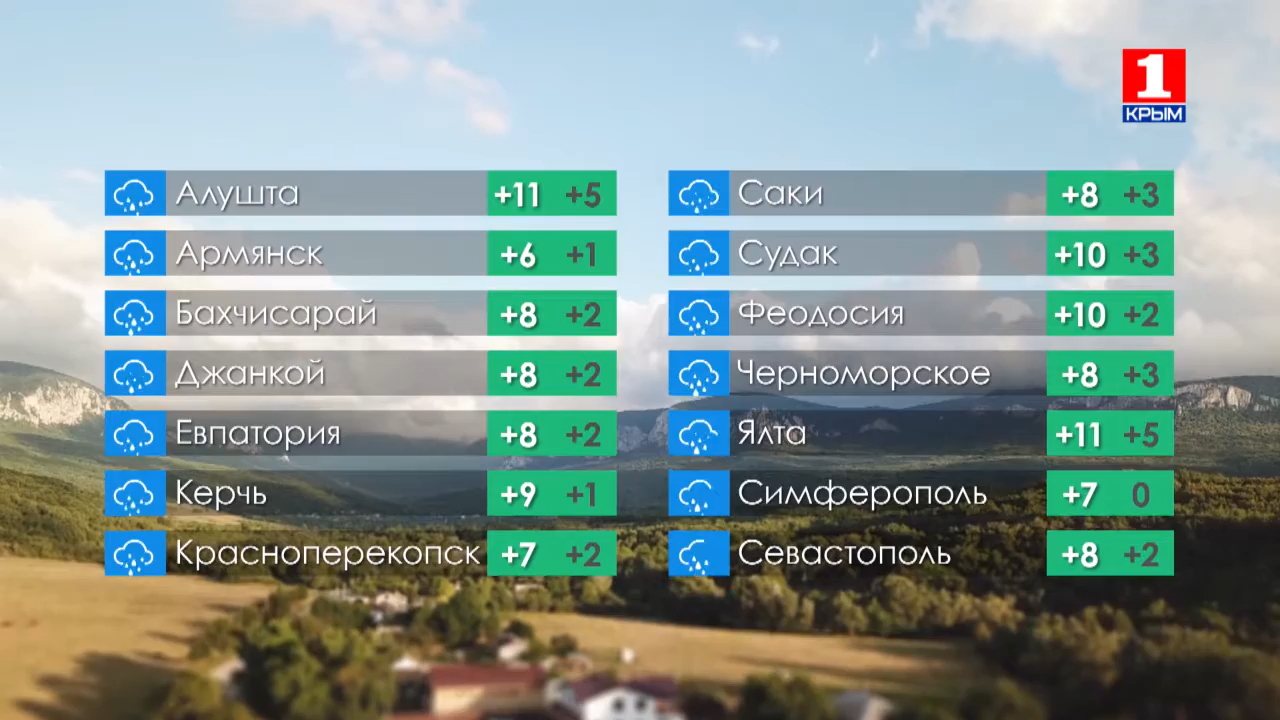 1
КРЫМ
Алушта +11 +5
Армянск +6 +1
Бахчисарай +8 +2
Джанкой +8 +2
Евпатория +8 +2
Керчь +9 +1
Красноперекопск +7 +2
Саки +8 +3
Судак +10 +3
Феодосия +10 +2
Черноморское +8 +3
Ялта +11 +5
Симферополь +7 0
Севастополь +8 +2